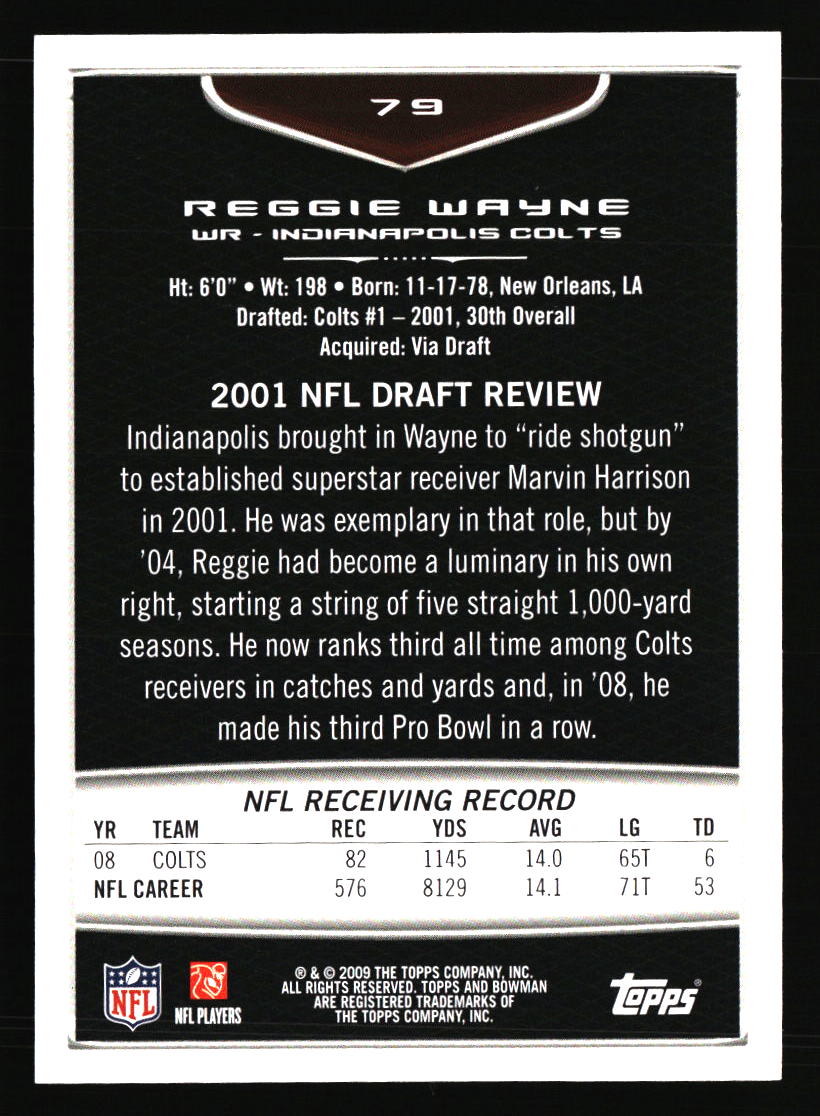 79
REGGIE WAYNE
WR - INDIANAPOLIS COLTS
Ht: 6'0" • Wt: 198 • Born: 11-17-78, New Orleans, LA
Drafted: Colts #1 – 2001, 30th Overall
Acquired: Via Draft
2001 NFL DRAFT REVIEW
Indianapolis brought in Wayne to “ride shotgun”
to established superstar receiver Marvin Harrison
in 2001. He was exemplary in that role, but by
’04, Reggie had become a luminary in his own
right, starting a string of five straight 1,000-yard
seasons. He now ranks third all time among Colts
receivers in catches and yards and, in ’08, he
made his third Pro Bowl in a row.
NFL RECEIVING RECORD
YR TEAM REC YDS AVG LG TD
08 COLTS 82 1145 14.0 65T 6
NFL CAREER 576 8129 14.1 71T 53
® & © 2009 THE TOPPS COMPANY, INC.
ALL RIGHTS RESERVED. TOPPS AND BOWMAN
ARE REGISTERED TRADEMARKS OF
THE TOPPS COMPANY, INC.
NFL
NFL PLAYERS
Topps®